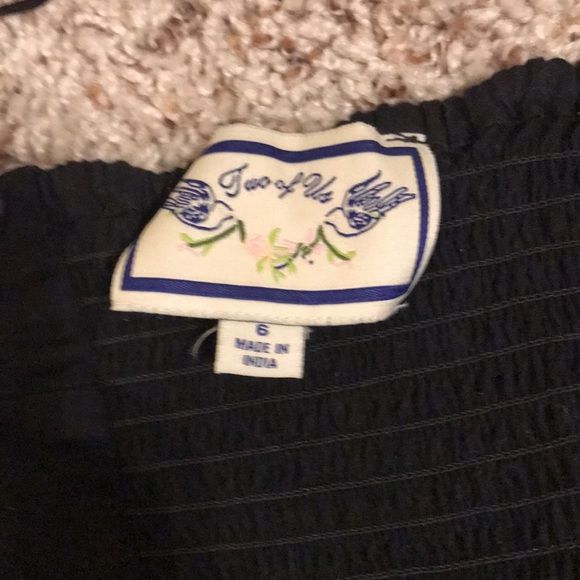 Two of Us
6
MADE IN
INDIA